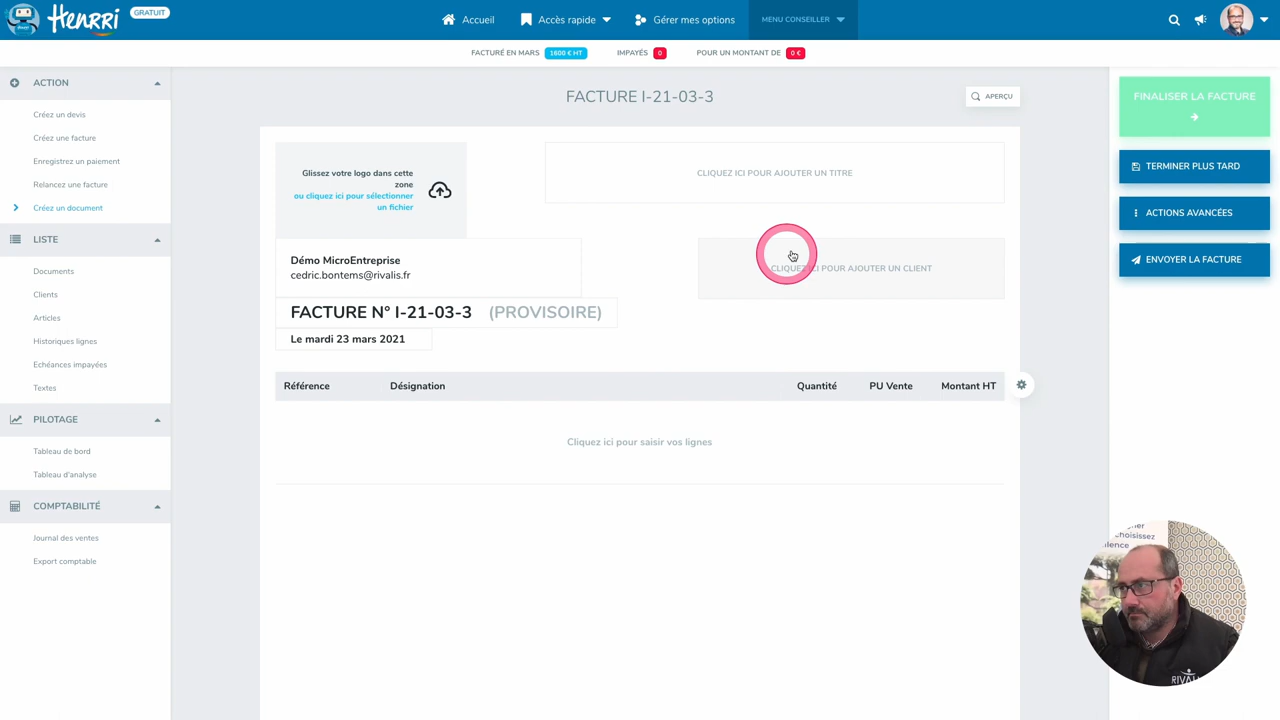 Henrri
GRATUIT
Accueil
Accès rapide
Gérer mes options
MENU CONSEILLER
FACTURÉ EN MARS 1600 € HT
IMPAYÉS 0
POUR UN MONTANT DE 0 €
ACTION
Créez un devis
Créez une facture
Enregistrez un paiement
Relancez une facture
Créez un document
LISTE
Documents
Clients
Articles
Historiques lignes
Echéances impayées
Textes
PILOTAGE
Tableau de bord
Tableau d'analyse
COMPTABILITÉ
Journal des ventes
Export comptable
FACTURE I-21-03-3
APERÇU
Glissez votre logo dans cette
zone
ou cliquez ici pour sélectionner
un fichier
CLIQUEZ ICI POUR AJOUTER UN TITRE
Démo MicroEntreprise
cedric.bontems@rivalis.fr
CLIQUEZ ICI POUR AJOUTER UN CLIENT
FACTURE N° I-21-03-3 (PROVISOIRE)
Le mardi 23 mars 2021
Référence Désignation Quantité PU Vente Montant HT
Cliquez ici pour saisir vos lignes
FINALISER LA FACTURE
TERMINER PLUS TARD
ACTIONS AVANCÉES
ENVOYER LA FACTURE
choisissez
RIVALI